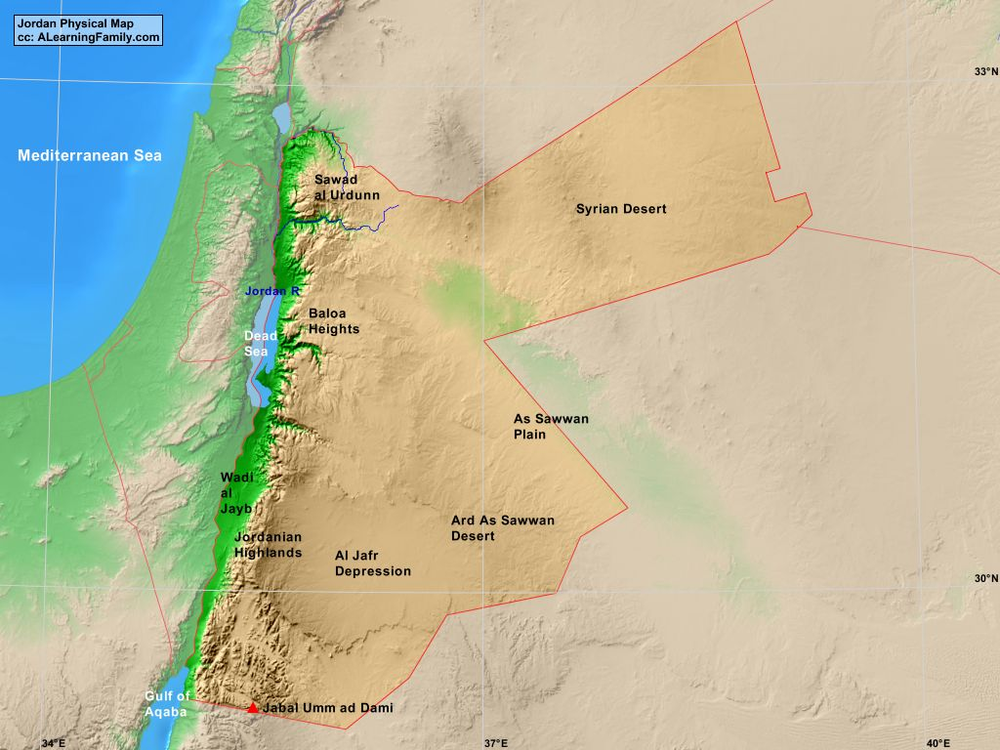 Jordan Physical Map
cc: ALearningFamily.com
33°N
Mediterranean Sea
Sawad
al Urdunn
Syrian Desert
Jordan R
Baloa
Heights
Dead
Sea
As Sawwan
Plain
Wadi
al
Jayb
Ard As Sawwan
Desert
Jordanian
Highlands
Al Jafr
Depression
30°N
Gulf of
Aqaba
Jabal Umm ad Dami
34°E
37°E
40°E